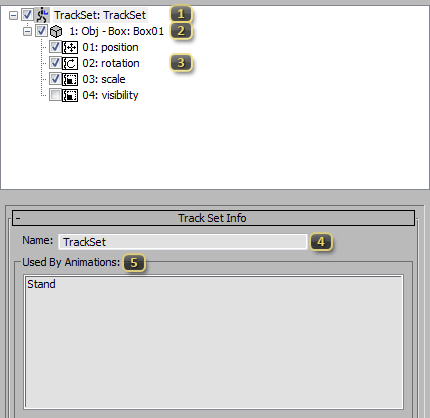 TrackSet: TrackSet 1
1: Obj - Box: Box01 2
01: position
02: rotation 3
03: scale
04: visibility
- Track Set Info
Name: TrackSet 4
Used By Animations: 5
Stand